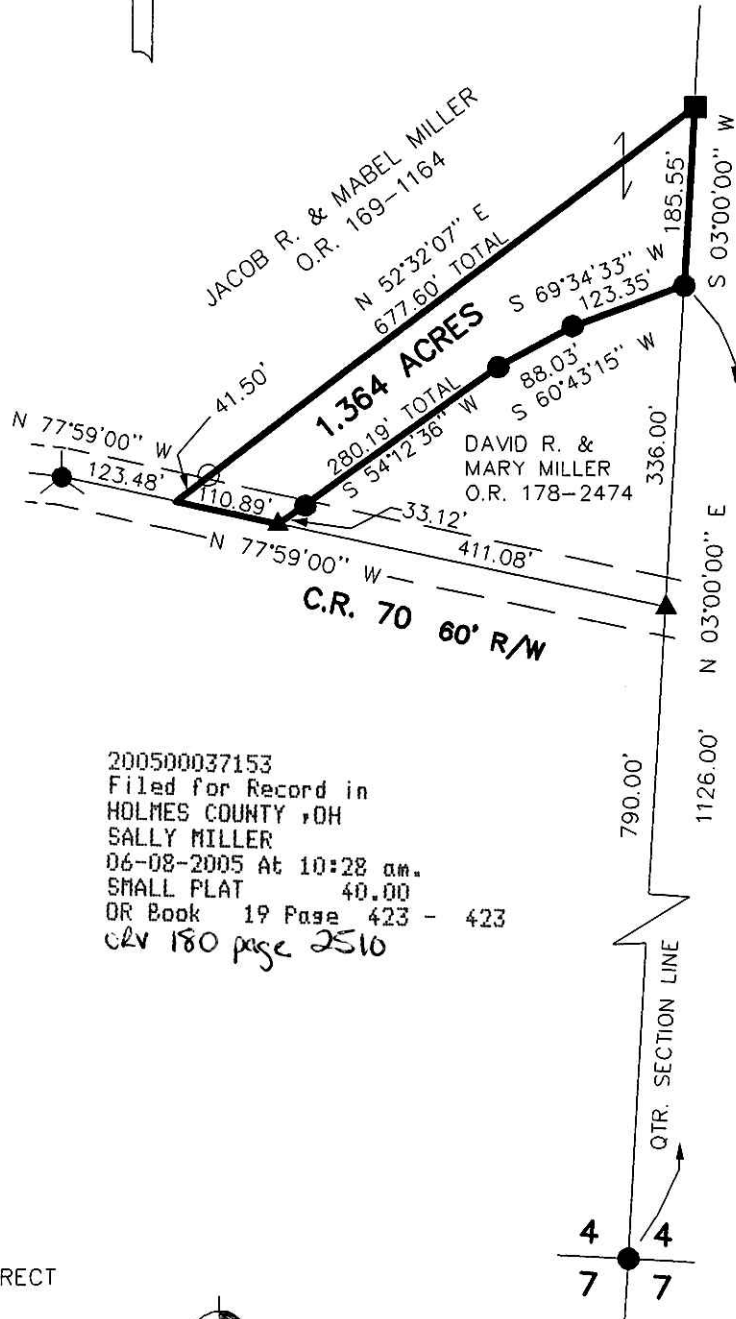 JACOB R. & MABEL MILLER
O.R. 169-1164
N 52°32'07" E
677.60' TOTAL
185.55'
S 03°00'00" W
S 69°34'33" W
123.35'
1.364 ACRES
88.03'
S 60°43'15" W
41.50'
280.19' TOTAL
S 54°12'36" W
DAVID R. &
MARY MILLER
O.R. 178-2474
336.00'
N 77°59'00" W
123.48'
110.89'
33.12'
411.08'
N 77°59'00" W
C.R. 70 60' R/W
N 03°00'00" E
1126.00'
790.00'
200500037153
Filed for Record in
HOLMES COUNTY ,OH
SALLY MILLER
06-08-2005 At 10:28 am.
SMALL PLAT 40.00
OR Book 19 Page 423 - 423
page 2510
QTR. SECTION LINE
4 4
7 7
RECT